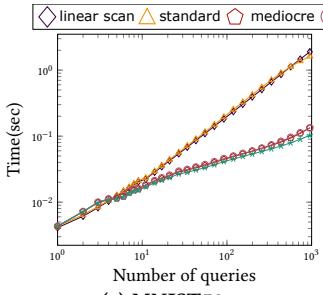 linear scan standard mediocre
10⁰
10⁻¹
10⁻²
Time(sec)
10⁰ 10¹ 10² 10³
Number of queries